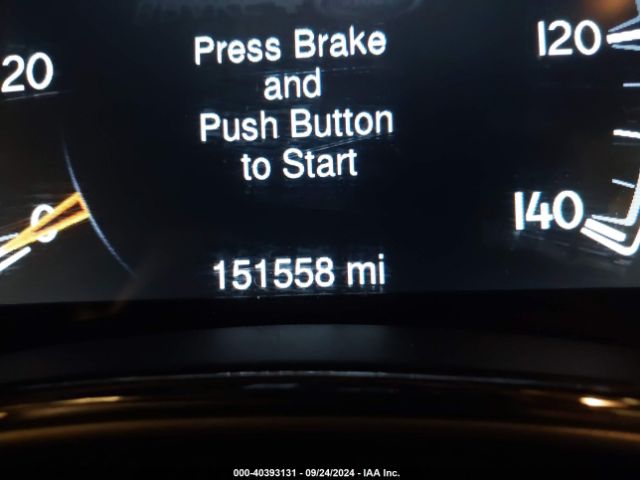 Press Brake
and
Push Button
to Start
120
20
140
0
151558 mi
000-40393131 - 09/24/2024 - IAA Inc.